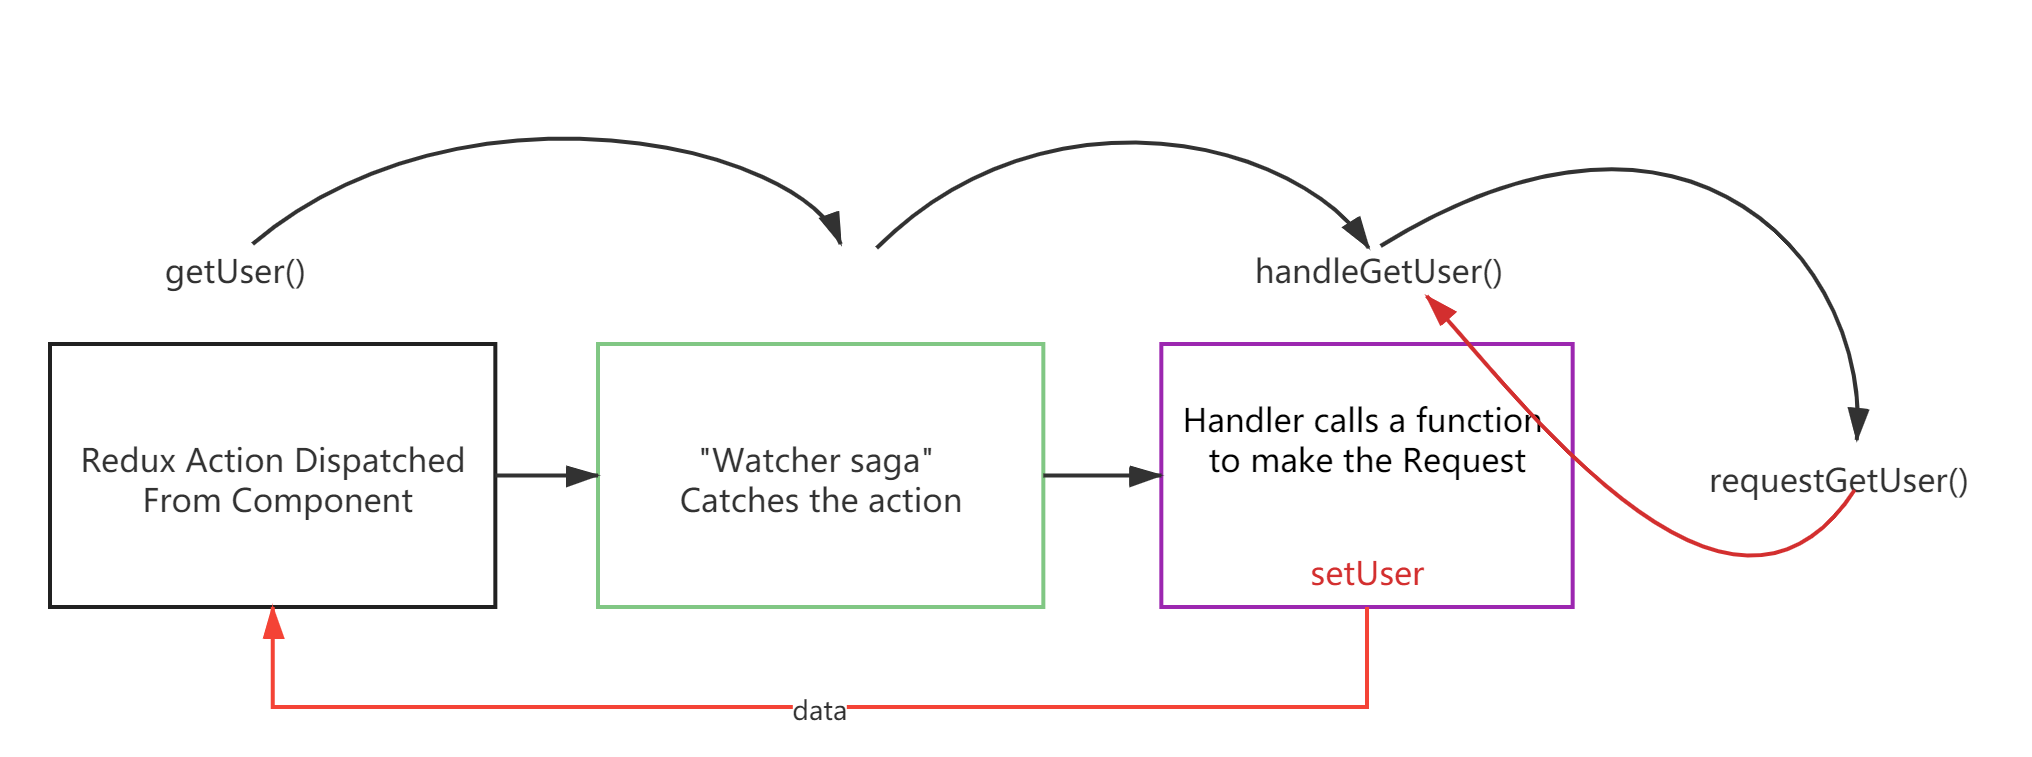 getUser()
handleGetUser()
Redux Action Dispatched
From Component
"Watcher saga"
Catches the action
Handler calls a function
to make the Request
setUser
requestGetUser()
data